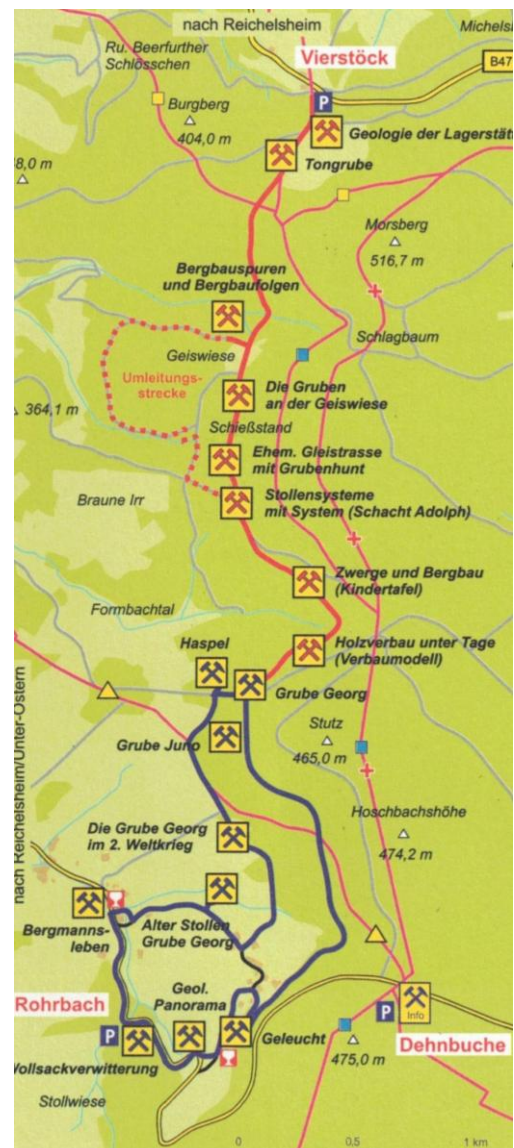 nach Reichelsheim
Michels
Ru. Beerfurther
Schlösschen
Vierstöck
B47
Burgberg
404,0 m
P
Geologie der Lagerstät
Tongrube
8,0 m
Morsberg
516,7 m
Bergbauspuren
und Bergbaufolgen
Schlagbaum
Geiswiese
Umleitungs-
strecke
Die Gruben
an der Geiswiese
364,1 m
Schießstand
Ehem. Gleistrasse
mit Grubenhunt
Braune Irr
Stollensysteme
mit System (Schacht Adolph)
Zwerge und Bergbau
(Kindertafel)
Formbachtal
Haspel
Holzverbau unter Tage
(Verbaumodell)
Grube Georg
nach Reichelsheim/Unter-Ostern
Grube Juno
Stutz
465,0 m
Hoschbachshöhe
474,2 m
Die Grube Georg
im 2. Weltkrieg
Bergmanns-
leben
Alter Stollen
Grube Georg
Geol.
Panorama
Rohrbach
P
Info
P
Geleucht
Dehnbuche
Wollsackverwitterung
475,0 m
Stollwiese
0 0,5 1 km